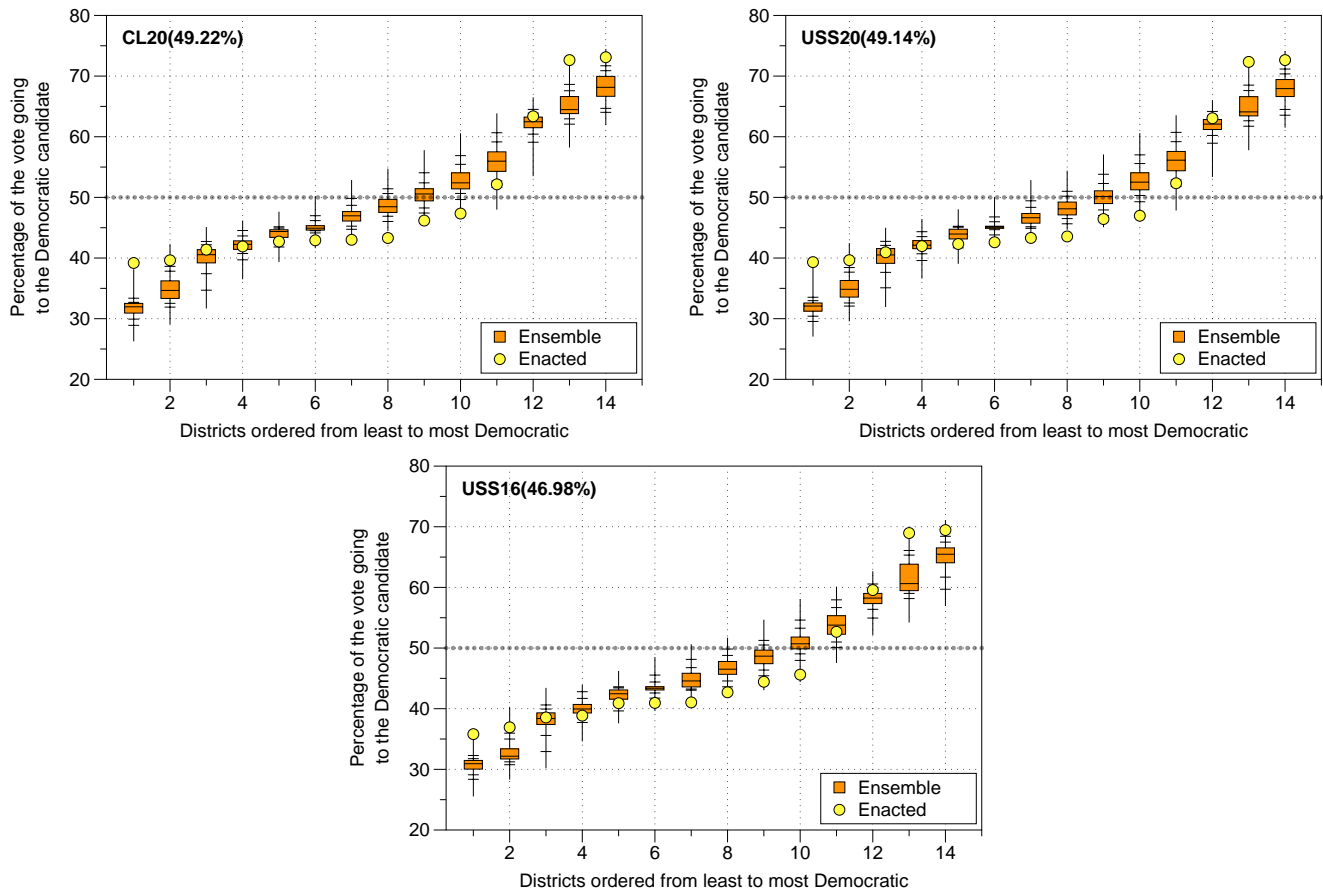 CL20(49.22%)
Percentage of the vote going
to the Democratic candidate
80
70
60
50
40
30
20
2 4 6 8 10 12 14
Districts ordered from least to most Democratic
Ensemble
Enacted
USS20(49.14%)
Percentage of the vote going
to the Democratic candidate
80
70
60
50
40
30
20
2 4 6 8 10 12 14
Districts ordered from least to most Democratic
Ensemble
Enacted
USS16(46.98%)
Percentage of the vote going
to the Democratic candidate
80
70
60
50
40
30
20
2 4 6 8 10 12 14
Districts ordered from least to most Democratic
Ensemble
Enacted